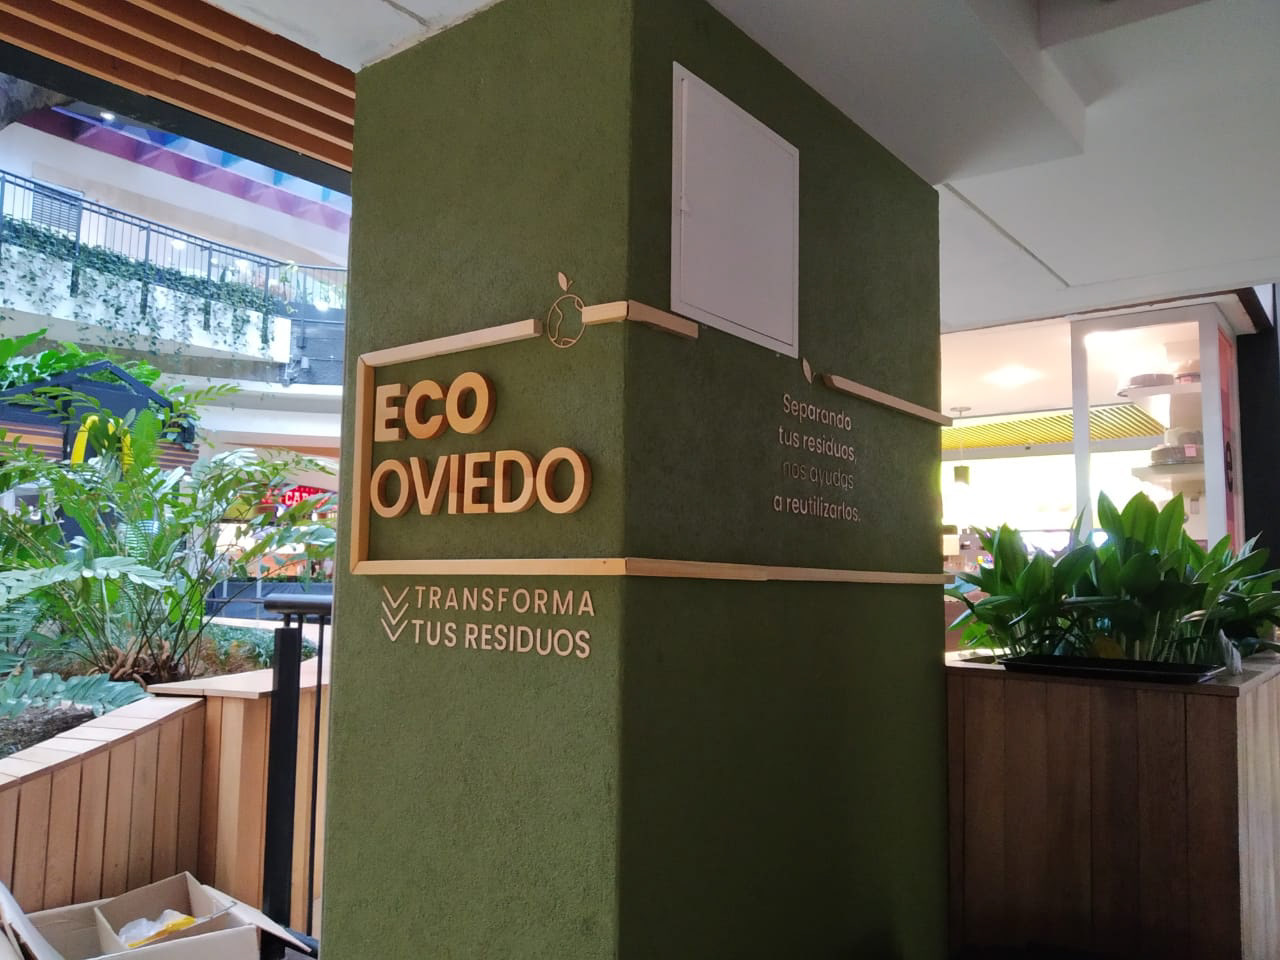 ECO
OVIEDO
TRANSFORMA
TUS RESIDUOS
Separando
tus residuos,
nos ayudas
a reutilizarlos.